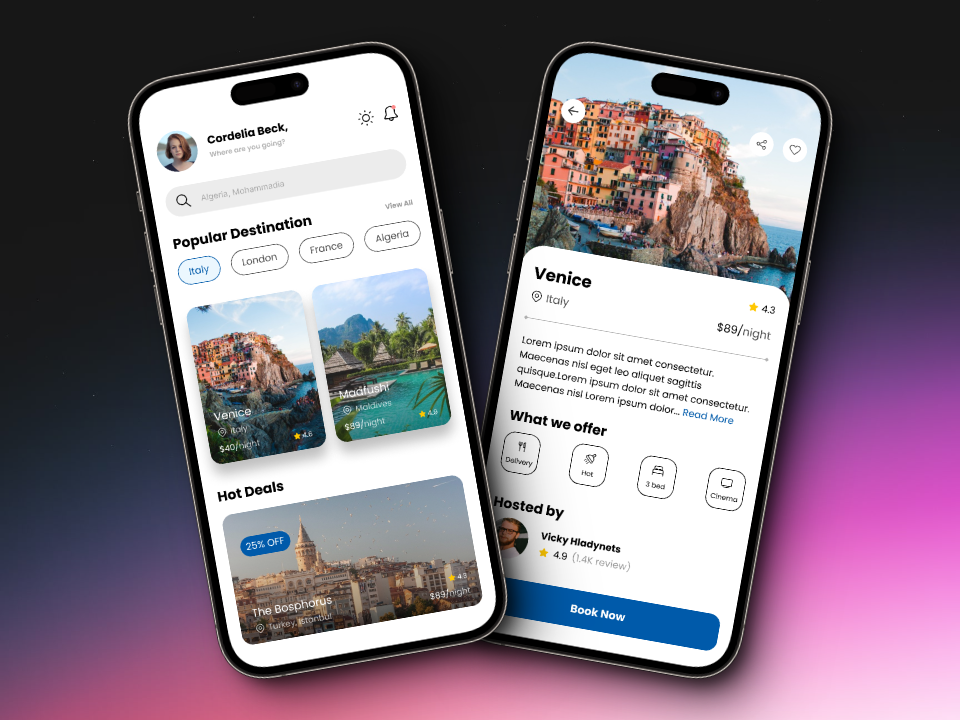 Cordelia Beck,
Where are you going?
Algeria, Mohammadia
Popular Destination
View All
Italy
London
France
Algeria
Venice
Italy
$40/night
4.8
Maafushi
Moldives
$89/night
4.8
Hot Deals
25% OFF
The Bosphorus
Turkey, Istanbul
4.8
$89/night
Venice
Italy
4.3
$89/night
Lorem ipsum dolor sit amet consectetur.
Maecenas nisl eget leo aliquet sagittis
quisque.Lorem ipsum dolor sit amet consectetur.
Maecenas nisl Lorem ipsum dolor... Read More
What we offer
Delivery
Hot
3 bed
Cinema
Hosted by
Vicky Hladynets
4.9 (1.4K review)
Book Now